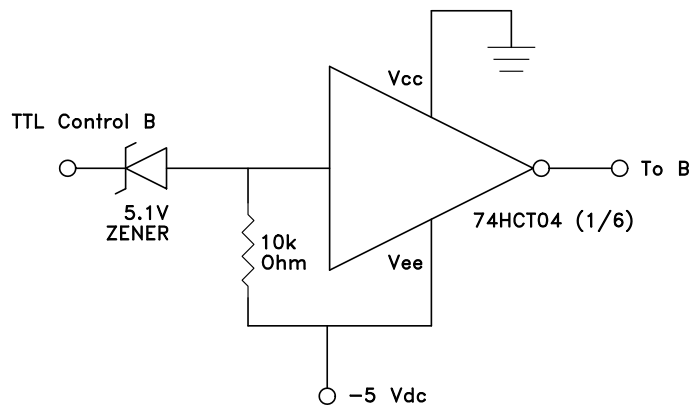 Vcc
TTL Control B
To B
5.1V
ZENER
74HCT04 (1/6)
10k
Ohm
Vee
-5 Vdc